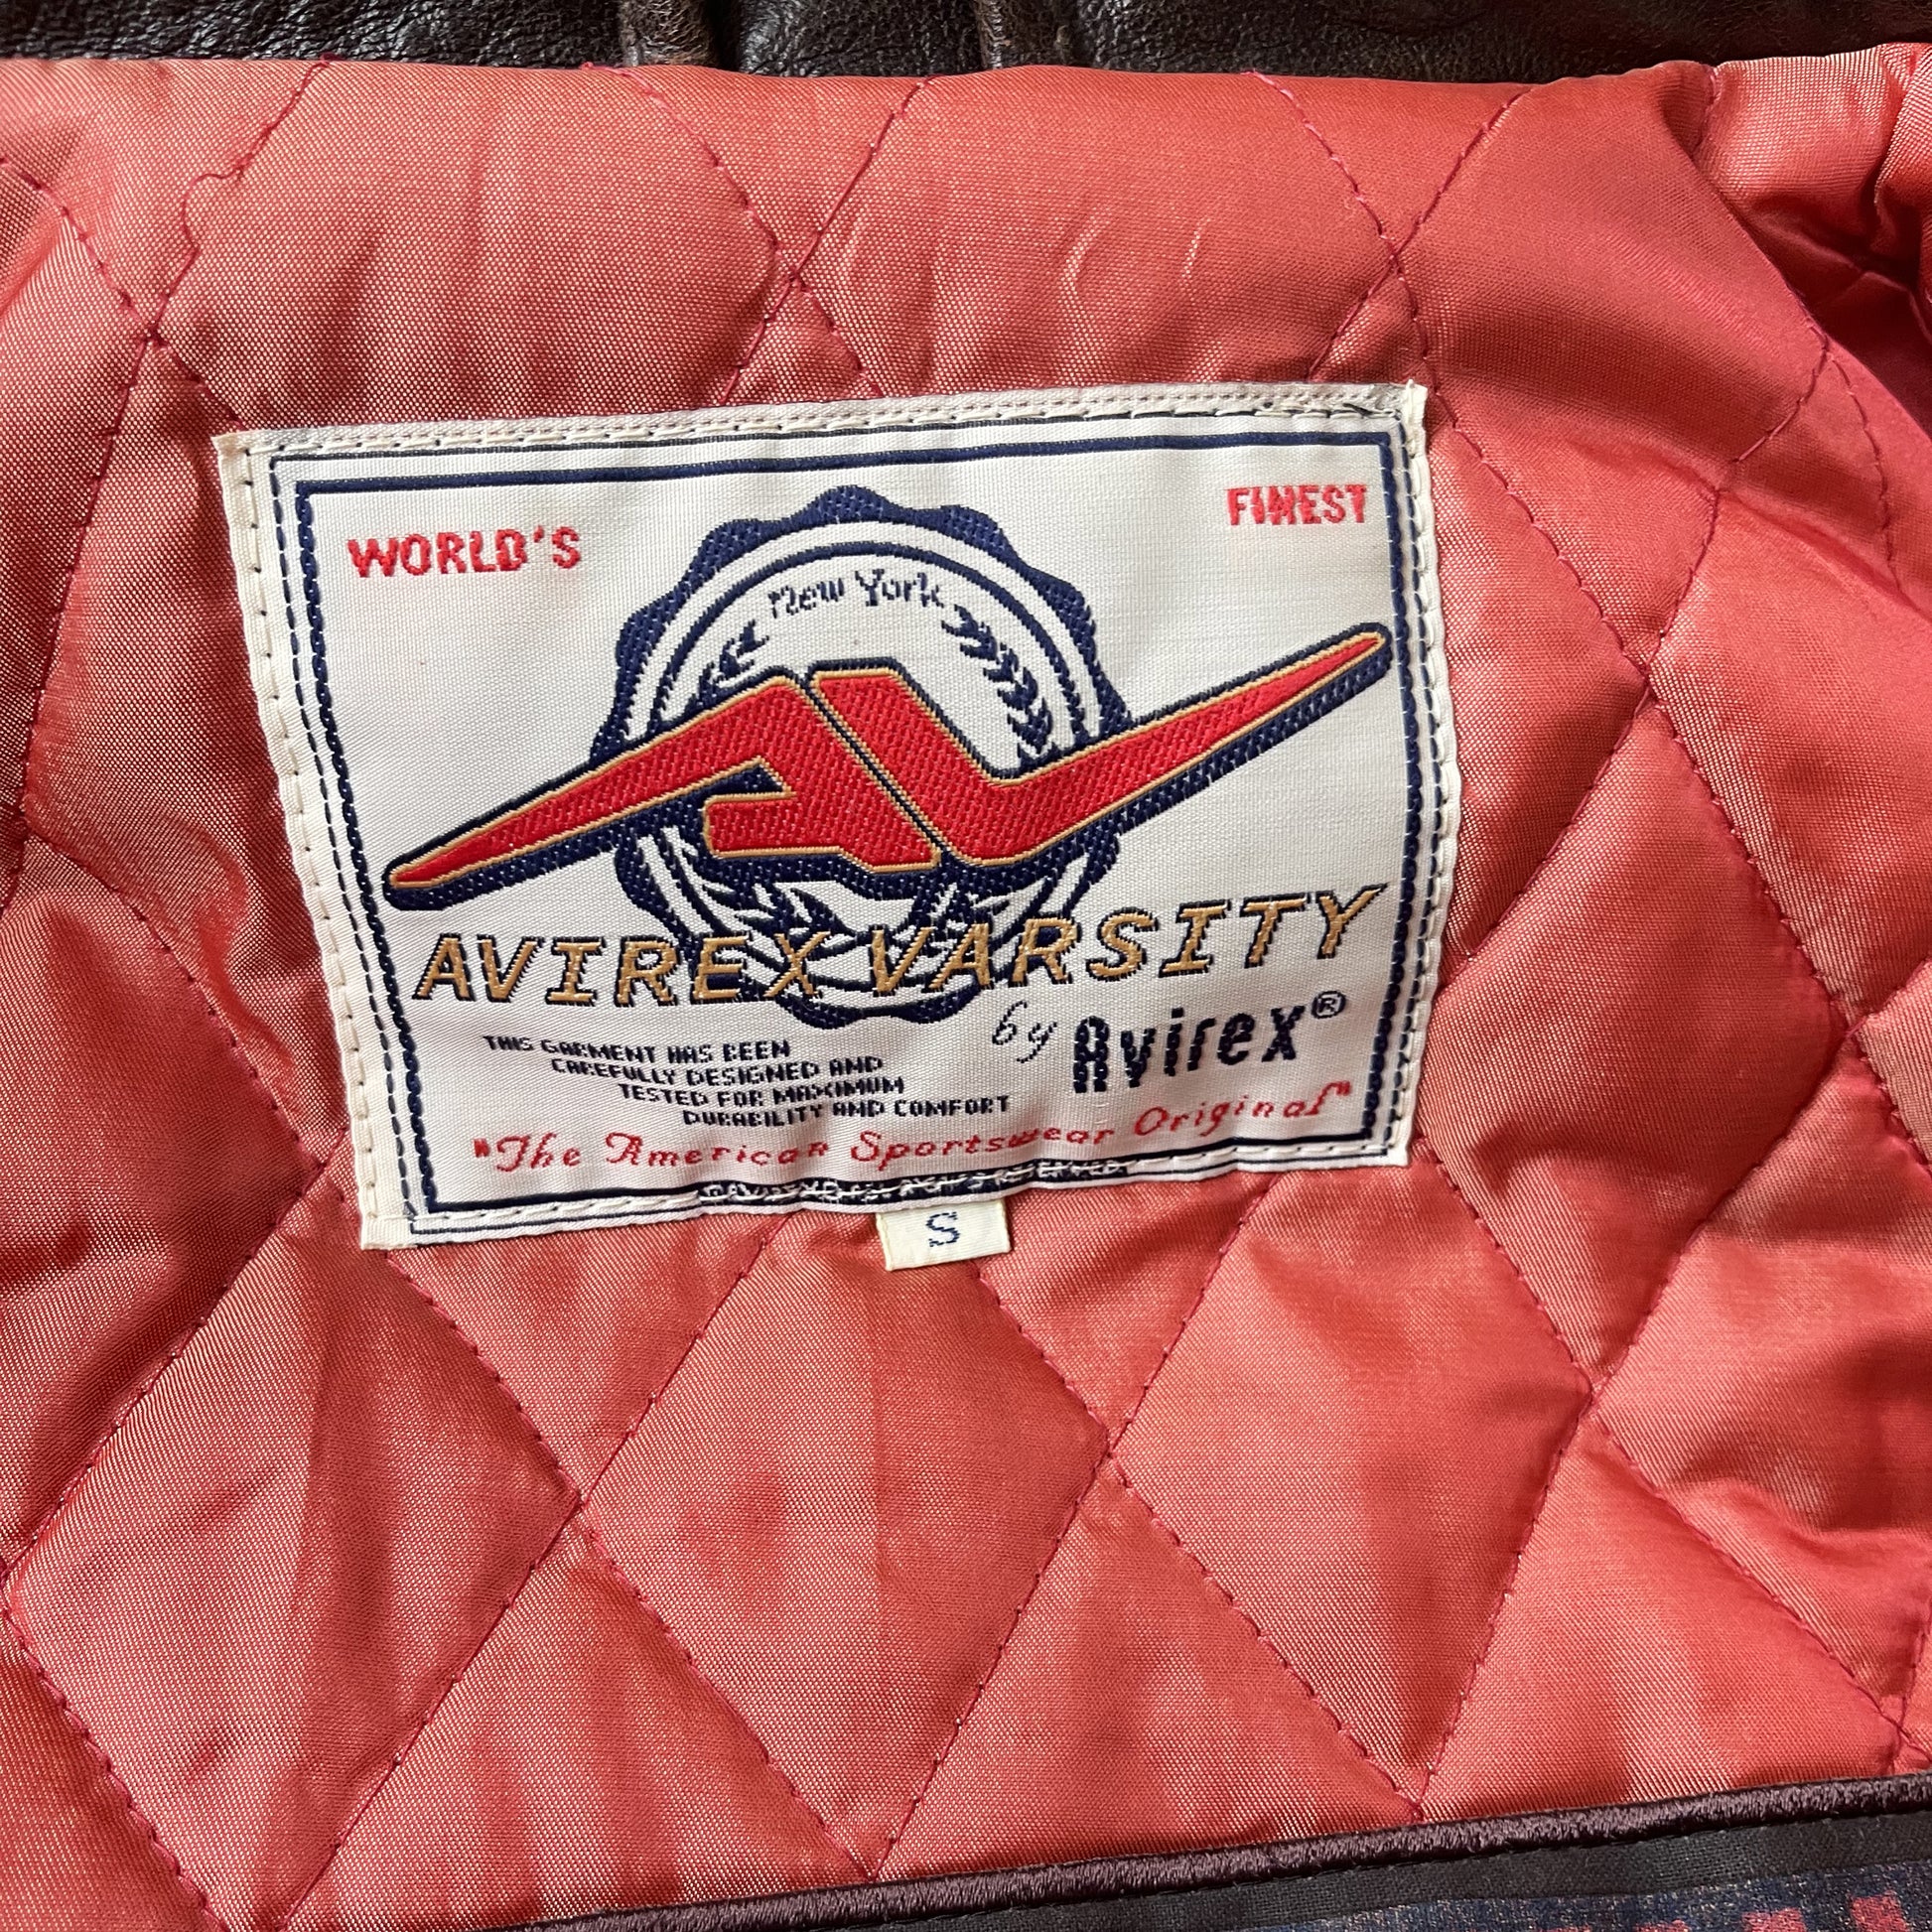 WORLD'S
FINEST
New York
AVIREX VARSITY
by Avirex®
THIS GARMENT HAS BEEN
CAREFULLY DESIGNED AND
TESTED FOR MAXIMUM
DURABILITY AND COMFORT
"The American Sportswear Original"
S